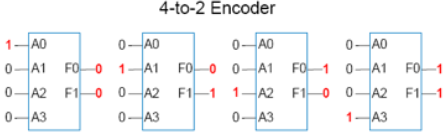 4-to-2 Encoder
1 A0 0 A0 0 A0 0 A0
0 A1 F0 0 1 A1 F0 0 0 A1 F0 1 0 A1 F0 1
0 A2 F1 0 0 A2 F1 1 1 A2 F1 0 0 A2 F1 1
0 A3 0 A3 0 A3 1 A3